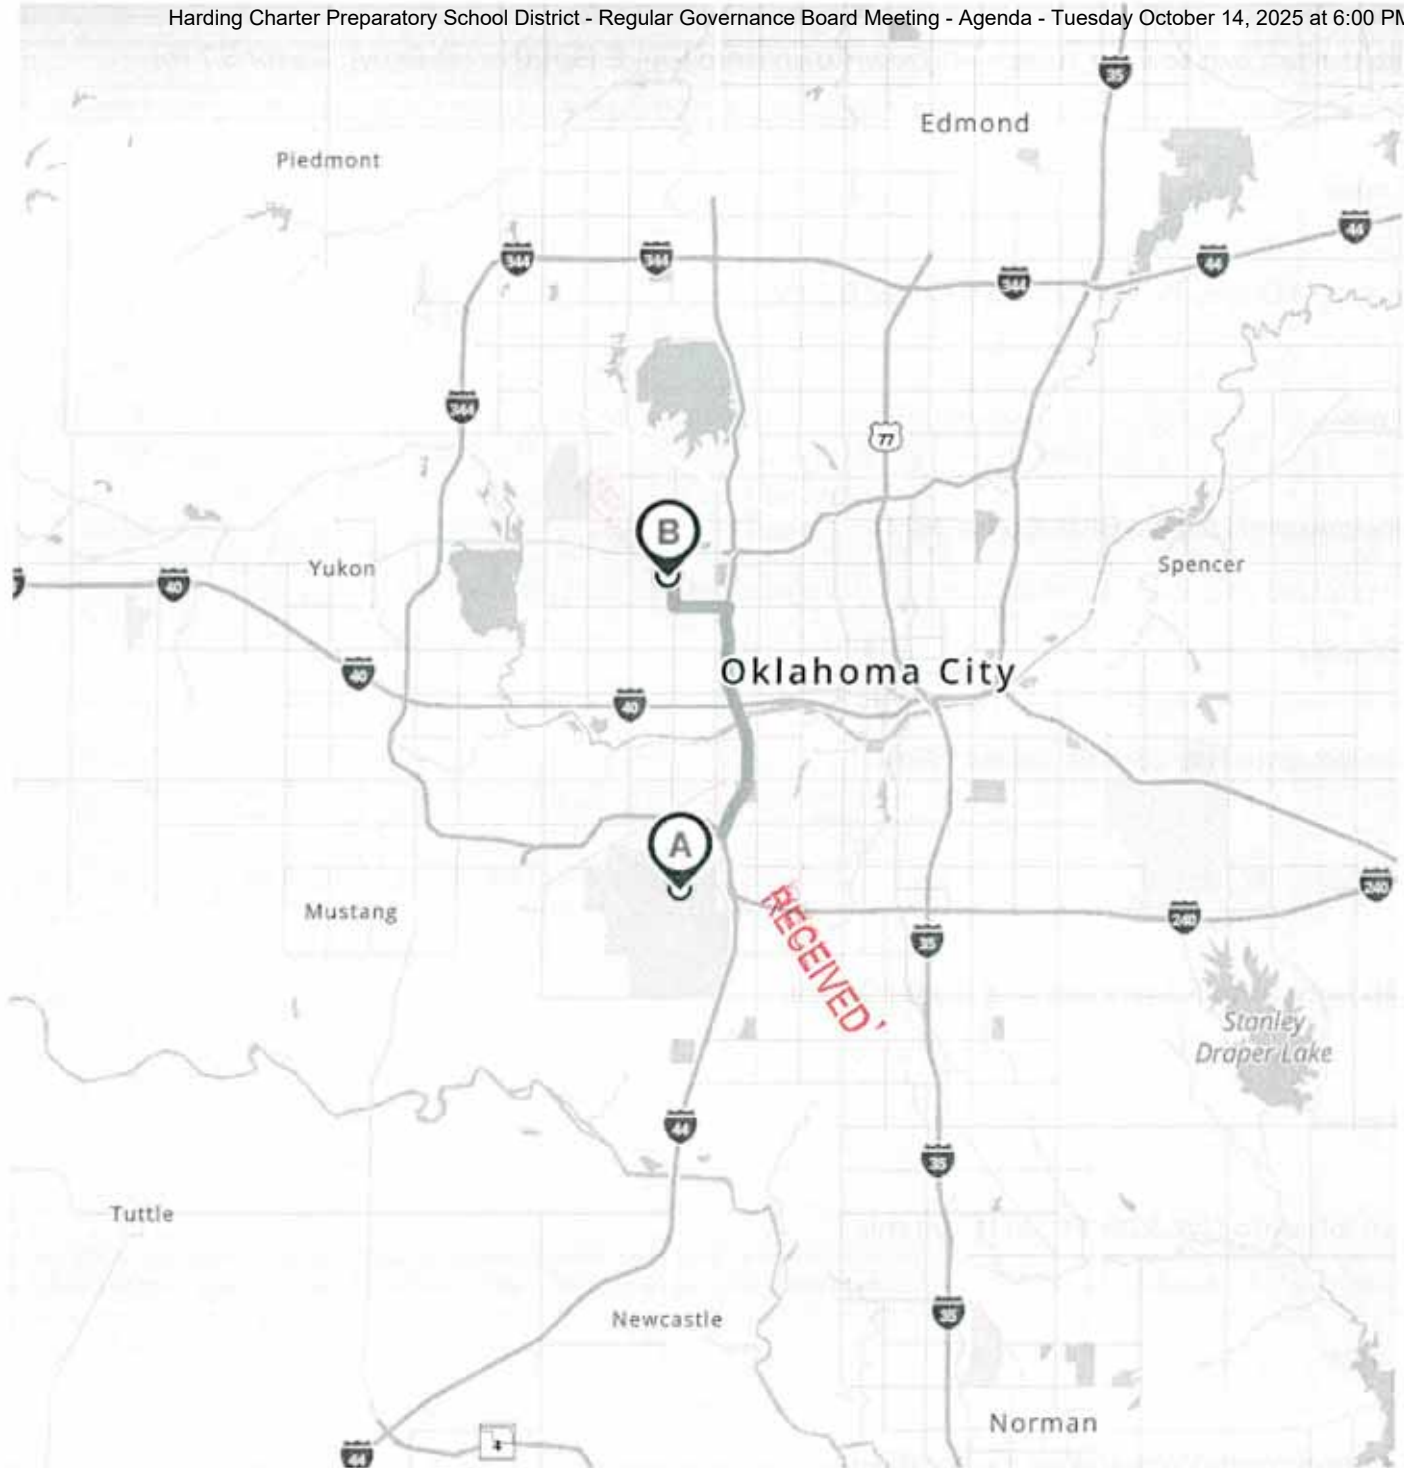 Harding Charter Preparatory School District - Regular Governance Board Meeting - Agenda - Tuesday October 14, 2025 at 6:00 PM
35
Edmond
Piedmont
44
344
344
44
344
344
77
B
Yukon
Spencer
40
40
Oklahoma City
40
A
240
Mustang
RECEIVED
240
35
Stanley
Draper Lake
44
35
Tuttle
35
Newcastle
Norman
4
44